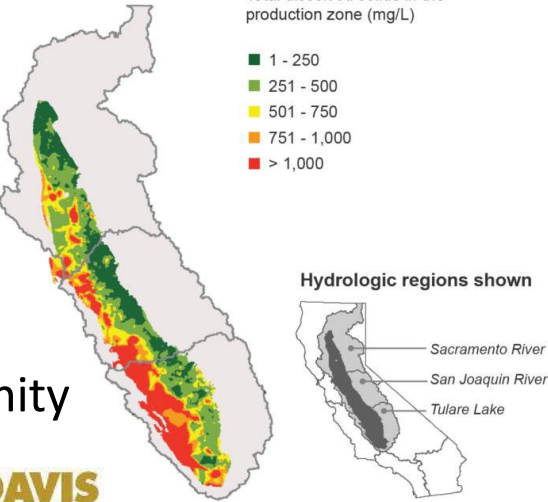 production zone (mg/L)
1 - 250
251 - 500
501 - 750
751 - 1,000
> 1,000
Hydrologic regions shown
Sacramento River
San Joaquin River
Tulare Lake
nity
DAVIS